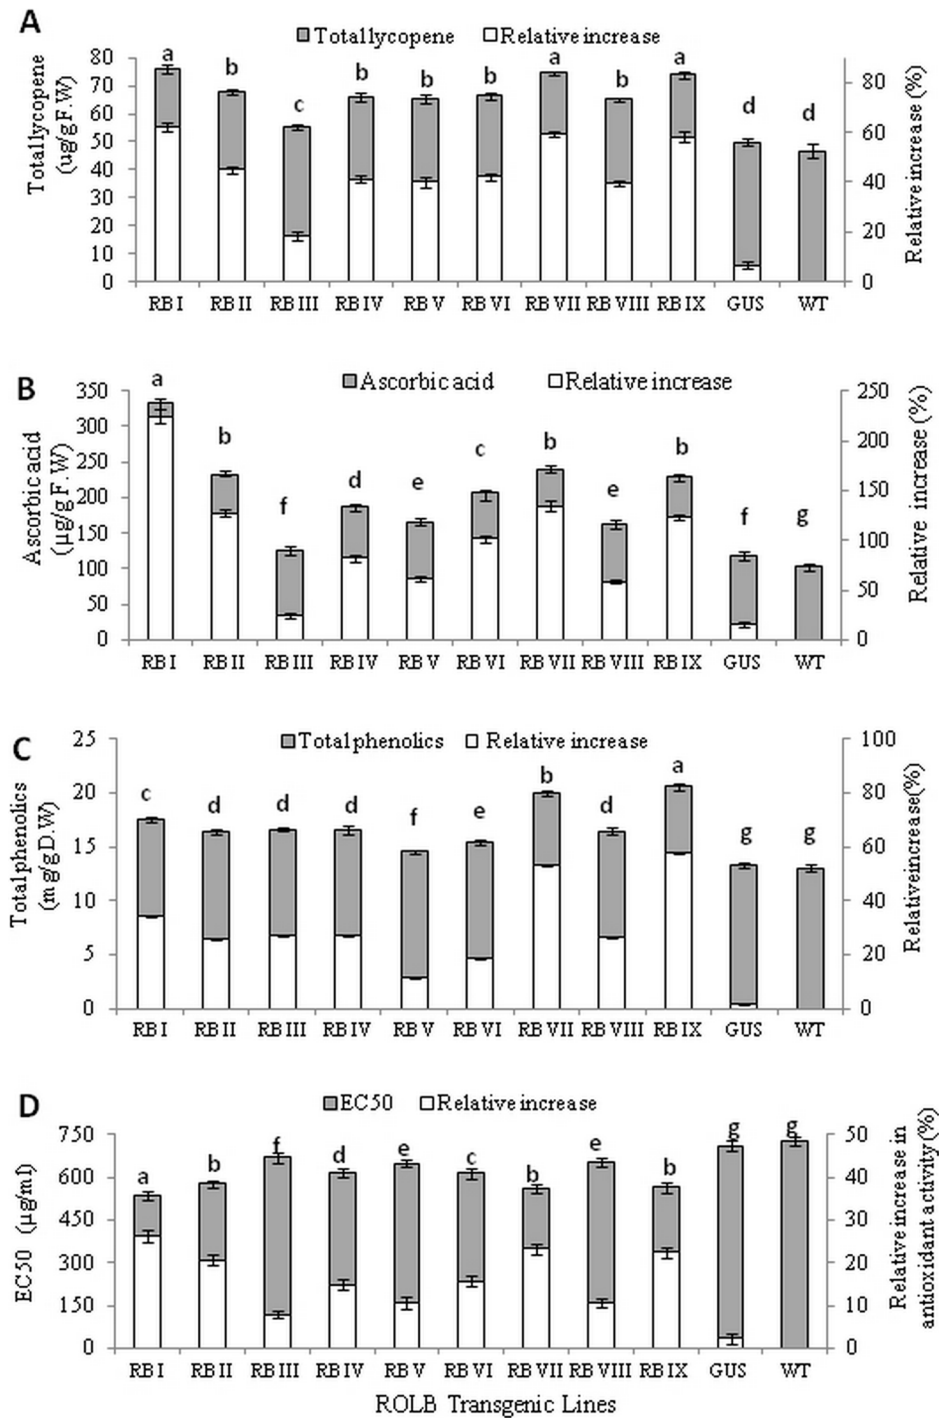 A
Total lycopene Relative increase
Total lycopene
(ug/g F.W)
80
70
60
50
40
30
20
10
0
a b c b b b a b a d d
80
60
40
20
0
Relative increase (%)
RB I RB II RB III RB IV RB V RB VI RB VII RB VIII RB IX GUS WT
B
Ascorbic acid Relative increase
Ascorbic acid
(µg/g F.W)
350
300
250
200
150
100
50
0
a b f d e c b e b f g
250
200
150
100
50
0
Relative increase (%)
RB I RB II RB III RB IV RB V RB VI RB VII RB VIII RB IX GUS WT
C
Total phenolics Relative increase
Total phenolics
(mg/g D.W)
25
20
15
10
5
0
c d d d f e b d a g g
100
80
60
40
20
0
Relative increase (%)
RB I RB II RB III RB IV RB V RB VI RB VII RB VIII RB IX GUS WT
D
EC50 Relative increase
EC50 (µg/ml)
750
600
450
300
150
0
a b f d e c b e b g g
50
40
30
20
10
0
Relative increase in
antioxidant activity (%)
RB I RB II RB III RB IV RB V RB VI RB VII RB VIII RB IX GUS WT
ROLB Transgenic Lines